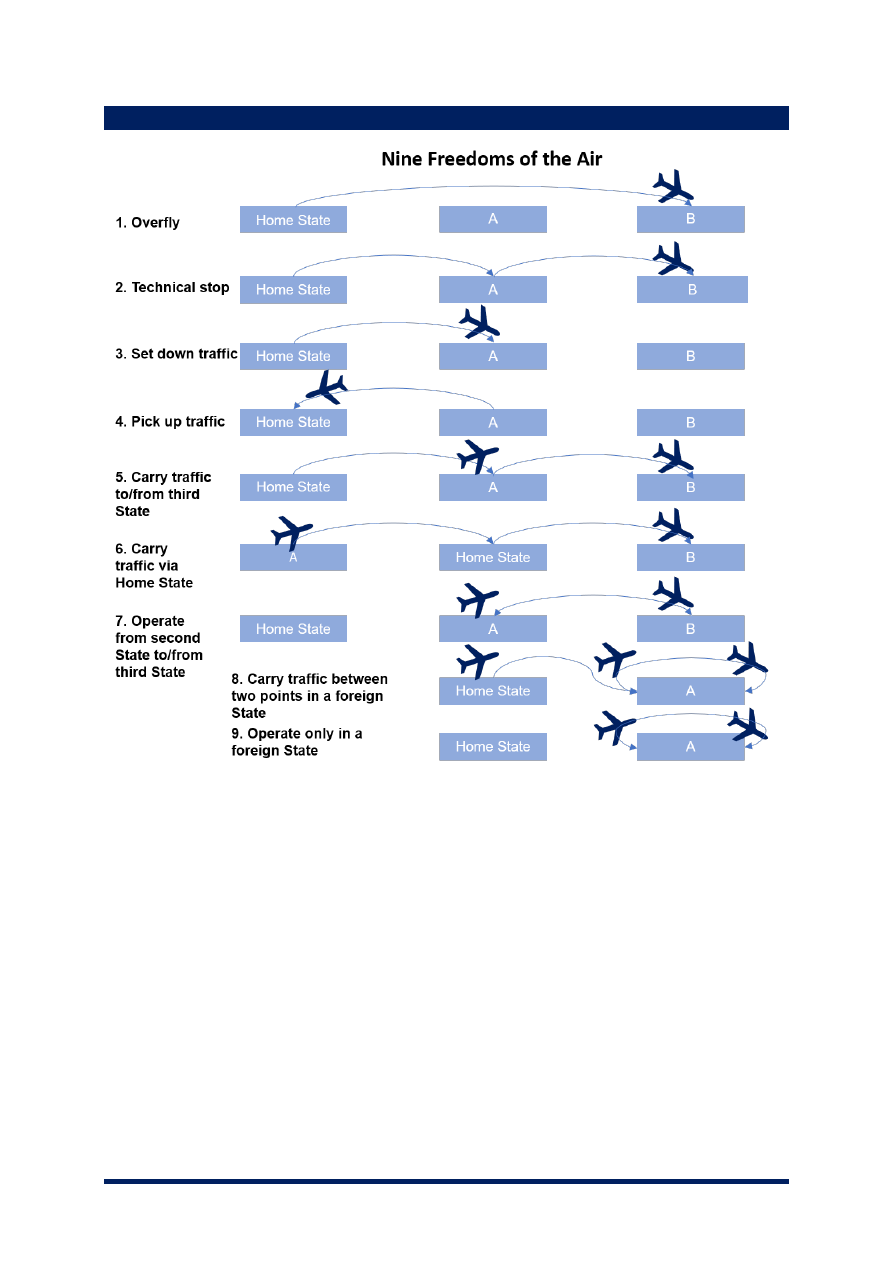 Nine Freedoms of the Air
1. Overfly
Home State
A
B
2. Technical stop
Home State
A
B
3. Set down traffic
Home State
A
B
4. Pick up traffic
Home State
A
B
5. Carry traffic
to/from third
State
Home State
A
B
6. Carry
traffic via
Home State
A
Home State
B
7. Operate
from second
State to/from
third State
Home State
A
B
8. Carry traffic between
two points in a foreign
State
Home State
A
9. Operate only in a
foreign State
Home State
A